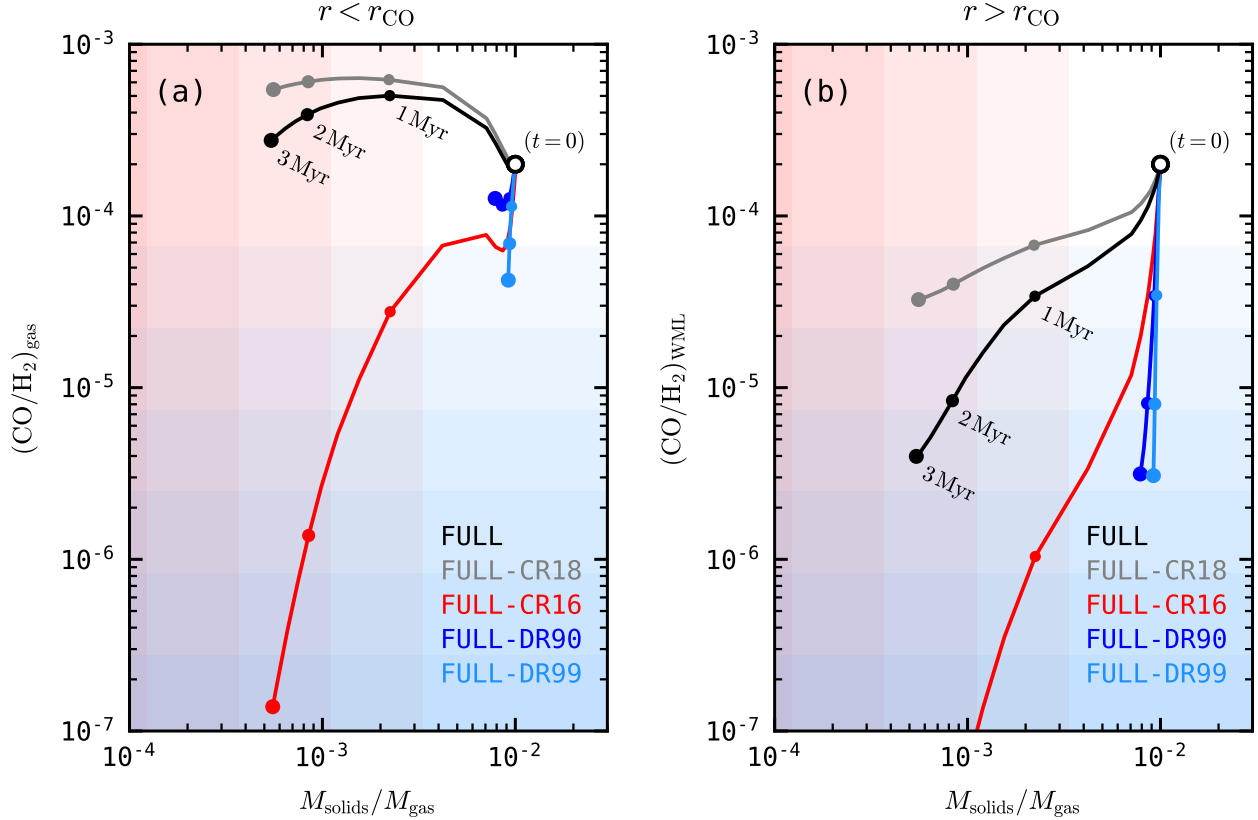 r < r_CO
(a)
(t = 0)
1 Myr
2 Myr
3 Myr
FULL
FULL-CR18
FULL-CR16
FULL-DR90
FULL-DR99
10^-3
10^-4
10^-5
10^-6
10^-7
10^-4
10^-3
10^-2
(CO/H_2)_gas
M_solids/M_gas
r > r_CO
(b)
(t = 0)
1 Myr
2 Myr
3 Myr
FULL
FULL-CR18
FULL-CR16
FULL-DR90
FULL-DR99
10^-3
10^-4
10^-5
10^-6
10^-7
10^-4
10^-3
10^-2
(CO/H_2)_WML
M_solids/M_gas